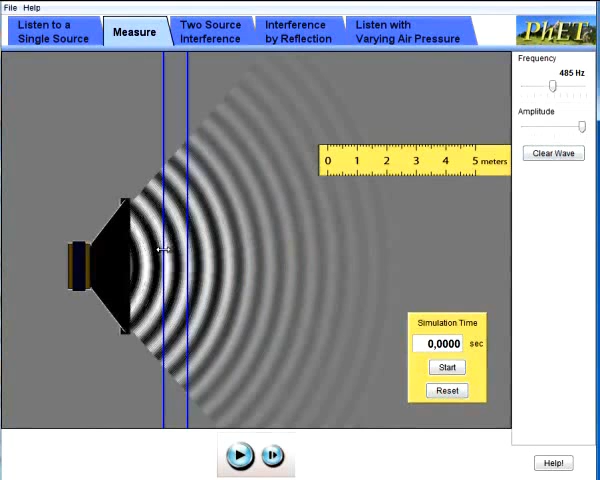 File Help
Listen to a
Single Source
Measure
Two Source
Interference
Interference
by Reflection
Listen with
Varying Air Pressure
PhET
Frequency
485 Hz
Amplitude
Clear Wave
0 1 2 3 4 5 meters
Simulation Time
0,0000 sec
Start
Reset
Help!